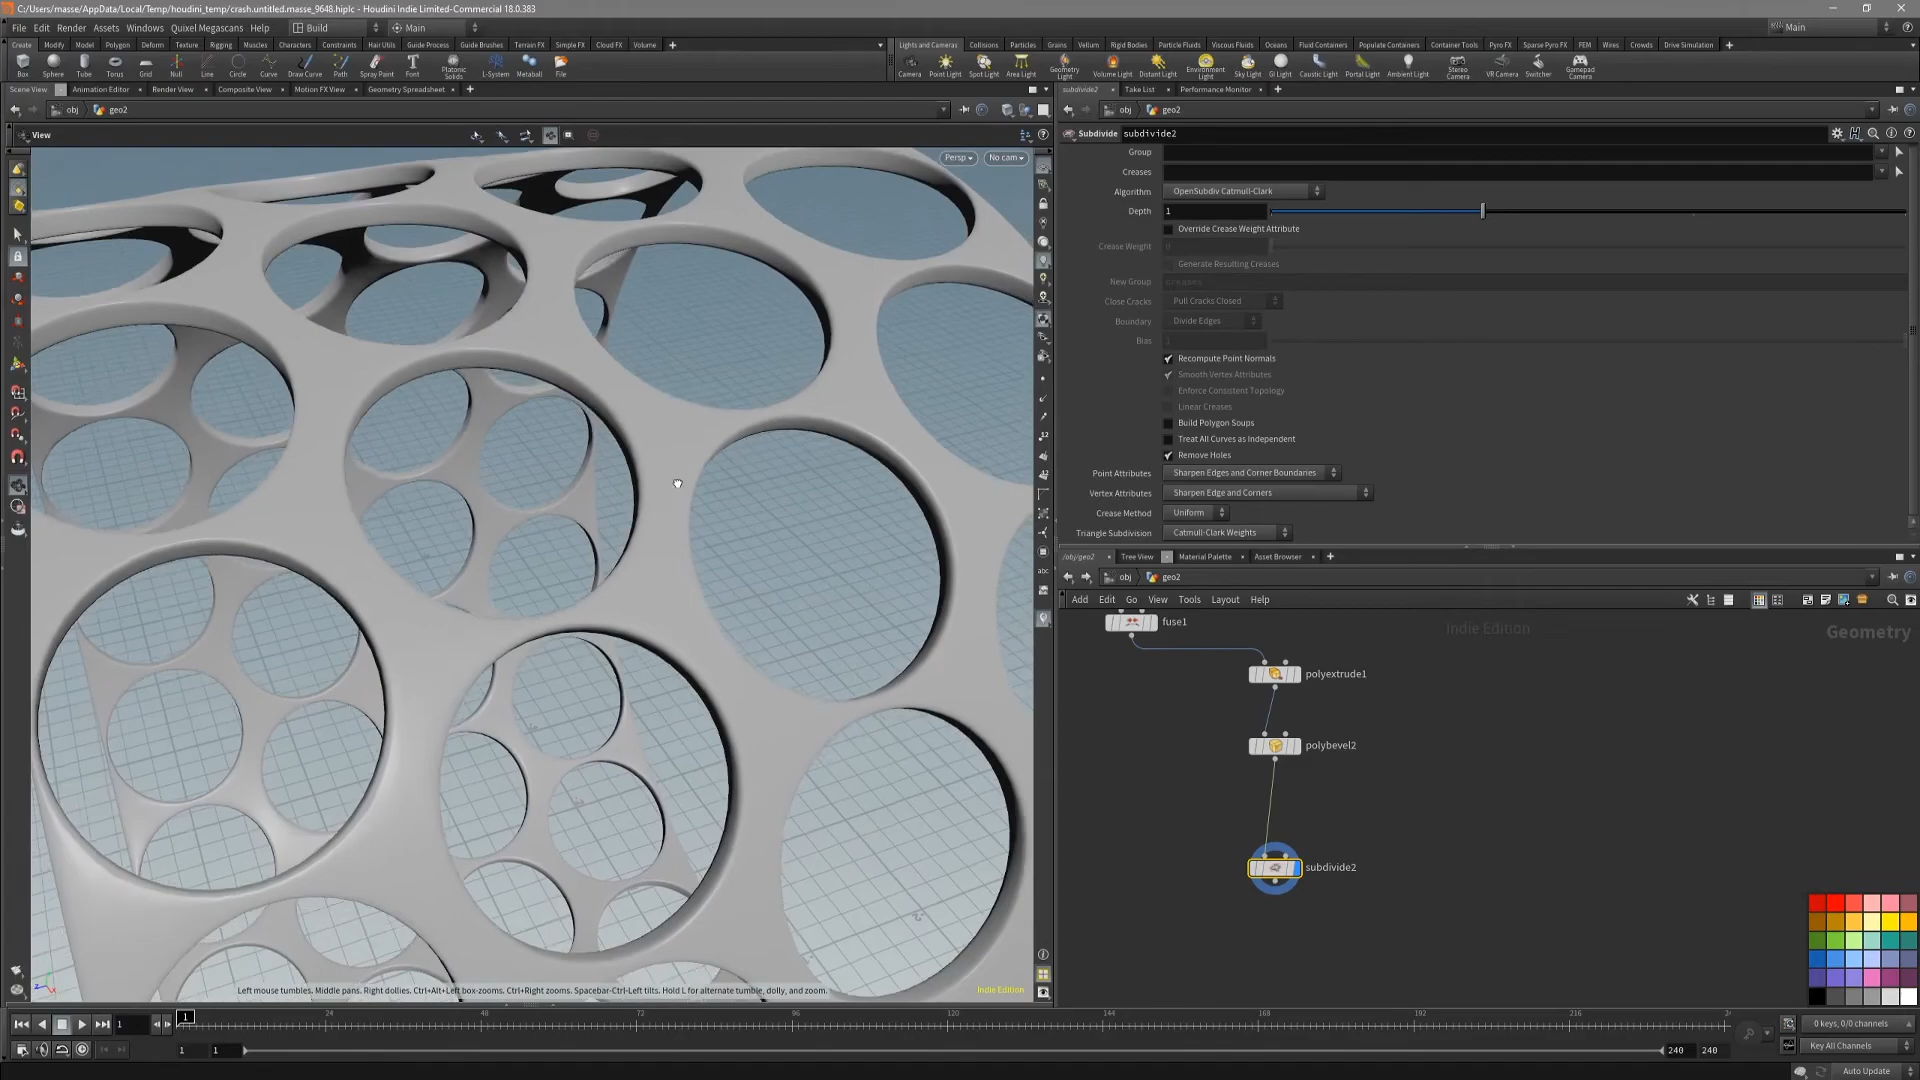 C:/Users/masse/AppData/Local/Temp/houdini_temp/crash.untitled.masse_9648.hiplc - Houdini Indie Limited-Commercial 18.0.383
File Edit Render Assets Windows Quixel Megascans Help Build Main Main
Create Modify Model Polygon Deform Texture Rigging Muscles Characters Constraints Hair Utils Guide Process Guide Brushes Terrain FX Simple FX Cloud FX Volume
Lights and Cameras Collisions Particles Grains Vellum Rigid Bodies Particle Fluids Viscous Fluids Oceans Fluid Containers Populate Containers Container Tools Pyro FX Sparse Pyro FX FEM Wires Crowds Drive Simulation
Box Sphere Tube Torus Grid Null Line Circle Curve Draw Curve Path Spray Paint Font Platonic Solids L-System Metaball File
Camera Point Light Spot Light Area Light Geometry Light Volume Light Distant Light Environment Light Sky Light GI Light Caustic Light Portal Light Ambient Light Stereo Camera VR Camera Switcher Gamepad Camera
Scene View Animation Editor Render View Composite View Motion FX View Geometry Spreadsheet
subdivide2 Take List Performance Monitor
obj geo2
obj geo2
View
Persp No cam
Subdivide subdivide2
Group
Creases
Algorithm OpenSubdiv Catmull-Clark
Depth 1
Override Crease Weight Attribute
Crease Weight 0
Generate Resulting Creases
New Group creases
Close Cracks Pull Cracks Closed
Boundary Divide Edges
Bias 1
Recompute Point Normals
Smooth Vertex Attributes
Enforce Consistent Topology
Linear Creases
Build Polygon Soups
Treat All Curves as Independent
Remove Holes
Point Attributes Sharpen Edges and Corner Boundaries
Vertex Attributes Sharpen Edge and Corners
Crease Method Uniform
Triangle Subdivision Catmull-Clark Weights
/obj/geo2 Tree View Material Palette Asset Browser
obj geo2
Add Edit Go View Tools Layout Help
Indie Edition
Geometry
fuse1
polyextrude1
polybevel2
subdivide2
Left mouse tumbles. Middle pans. Right dollies. Ctrl+Alt+Left box-zooms. Ctrl+Right zooms. Spacebar-Ctrl-Left tilts. Hold L for alternate tumble, dolly, and zoom.
Indie Edition
1 1 24 48 72 96 120 144 168 192 216
0 keys, 0/0 channels
1 1 240 240
Key All Channels
Auto Update